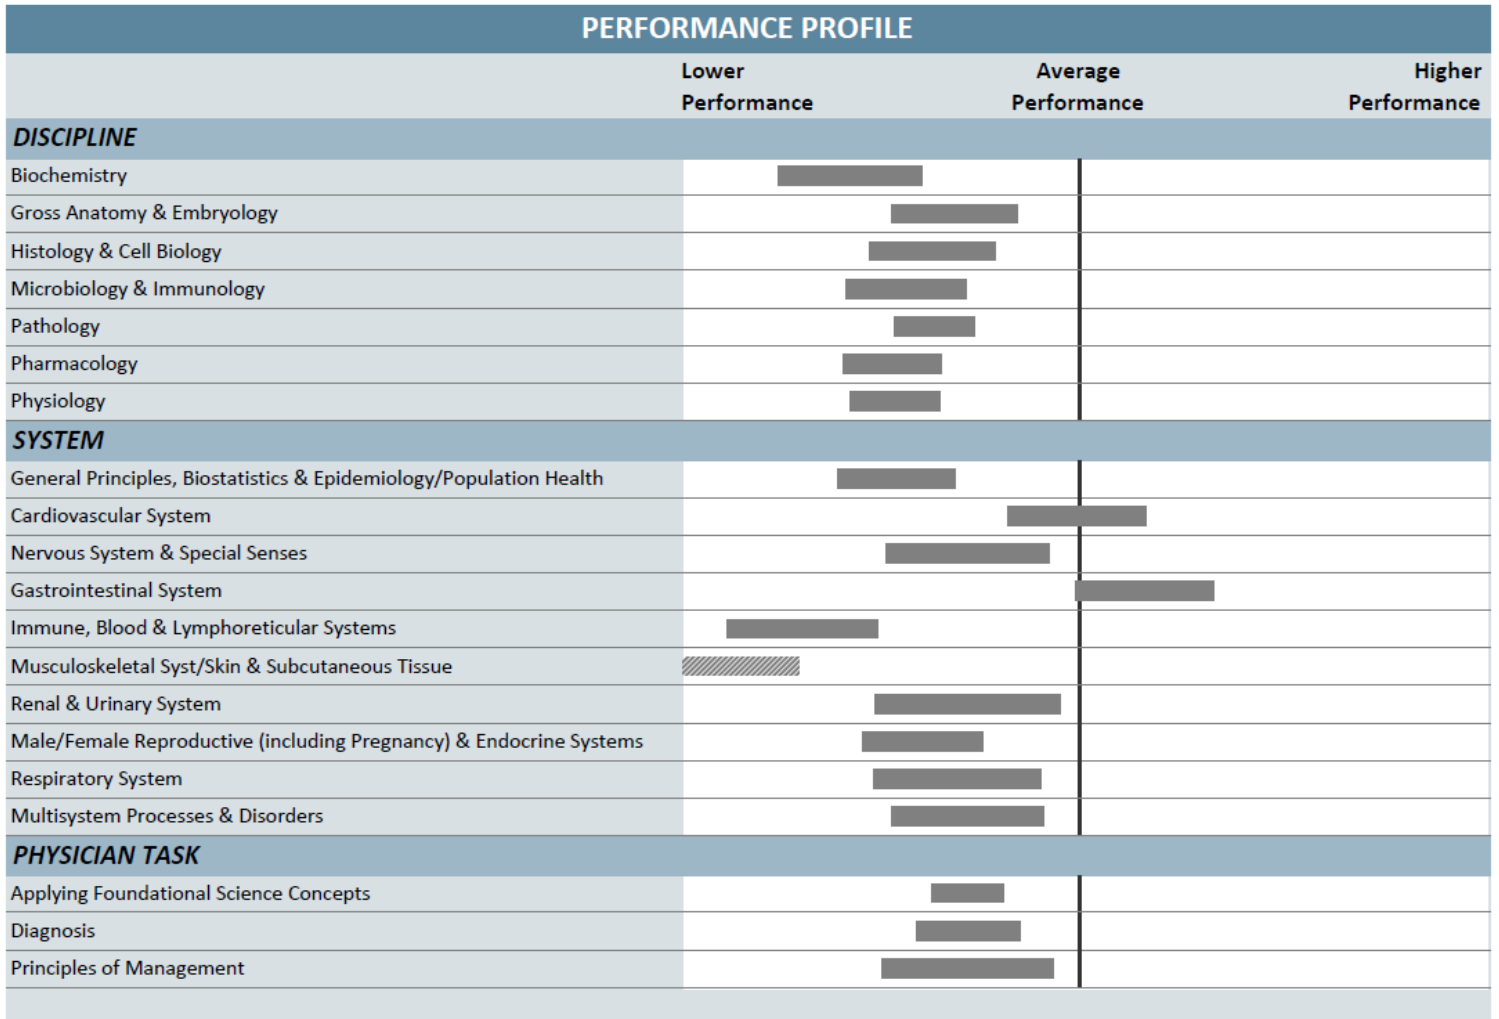 PERFORMANCE PROFILE
Lower Performance
Average Performance
Higher Performance
DISCIPLINE
Biochemistry
Gross Anatomy & Embryology
Histology & Cell Biology
Microbiology & Immunology
Pathology
Pharmacology
Physiology
SYSTEM
General Principles, Biostatistics & Epidemiology/Population Health
Cardiovascular System
Nervous System & Special Senses
Gastrointestinal System
Immune, Blood & Lymphoreticular Systems
Musculoskeletal Syst/Skin & Subcutaneous Tissue
Renal & Urinary System
Male/Female Reproductive (including Pregnancy) & Endocrine Systems
Respiratory System
Multisystem Processes & Disorders
PHYSICIAN TASK
Applying Foundational Science Concepts
Diagnosis
Principles of Management